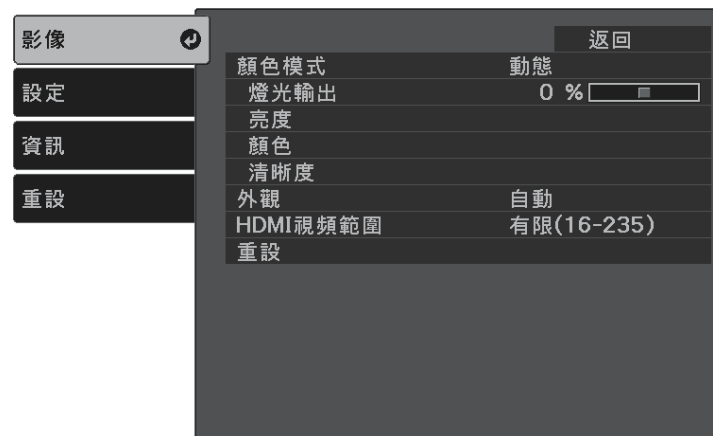 影像
設定
資訊
重設
返回
顏色模式 動態
燈光輸出 0 %
亮度
顏色
清晰度
外觀 自動
HDMI視頻範圍 有限(16-235)
重設